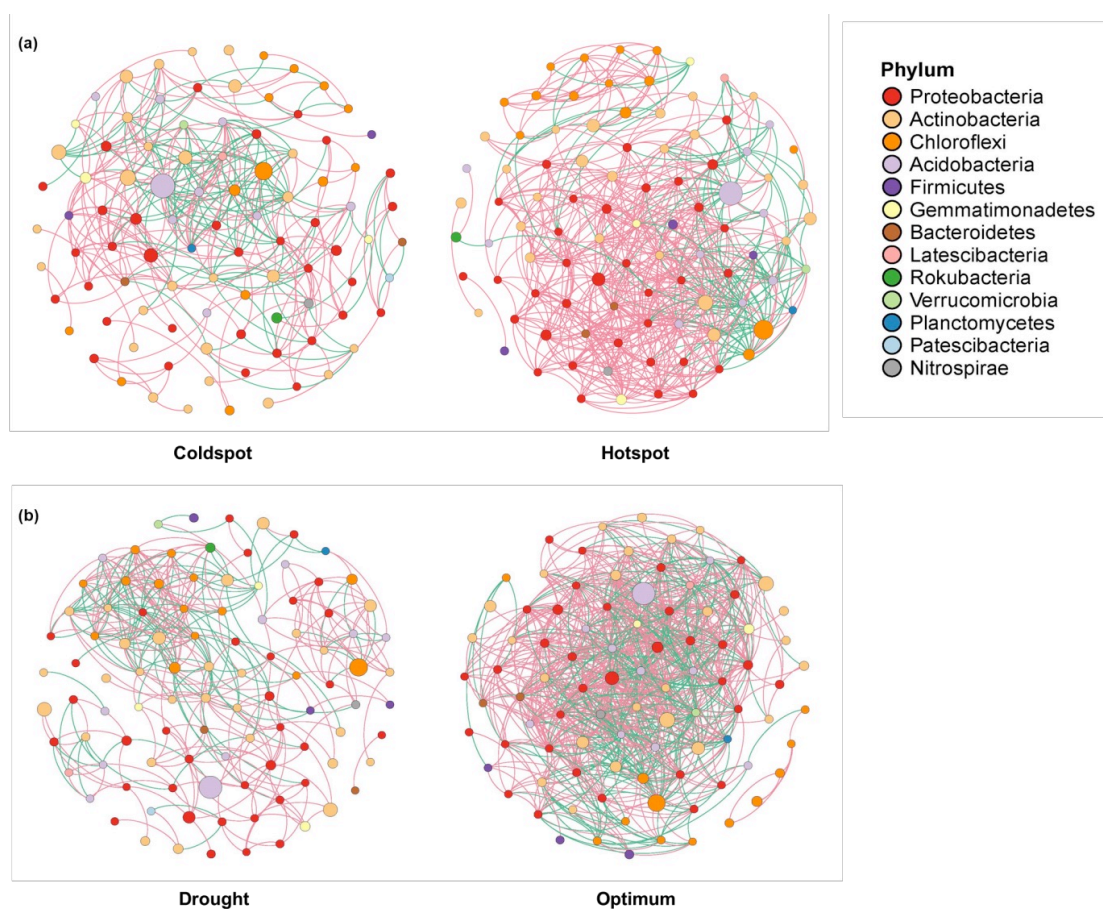 (a)
Phylum
Proteobacteria
Actinobacteria
Chloroflexi
Acidobacteria
Firmicutes
Gemmatimonadetes
Bacteroidetes
Latescibacteria
Rokubacteria
Verrucomicrobia
Planctomycetes
Patescibacteria
Nitrospirae
Coldspot
Hotspot
(b)
Drought
Optimum